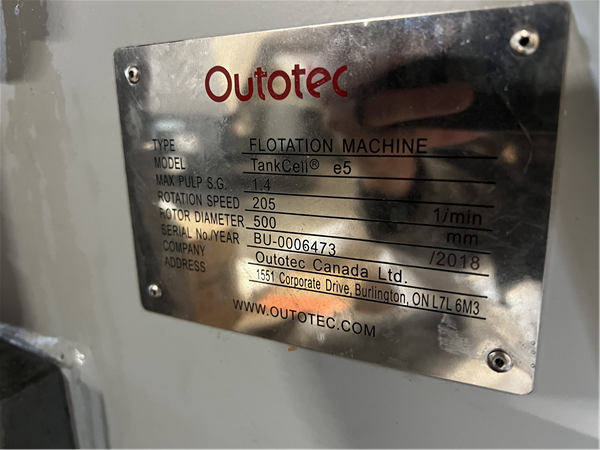 Outotec
TYPE FLOTATION MACHINE
MODEL TankCell® e5
MAX PULP S.G. 1.4
ROTATION SPEED 205 1/min
ROTOR DIAMETER 500 mm
SERIAL No./YEAR BU-0006473 /2018
COMPANY Outotec Canada Ltd.
ADDRESS 1551 Corporate Drive, Burlington, ON L7L 6M3
WWW.OUTOTEC.COM